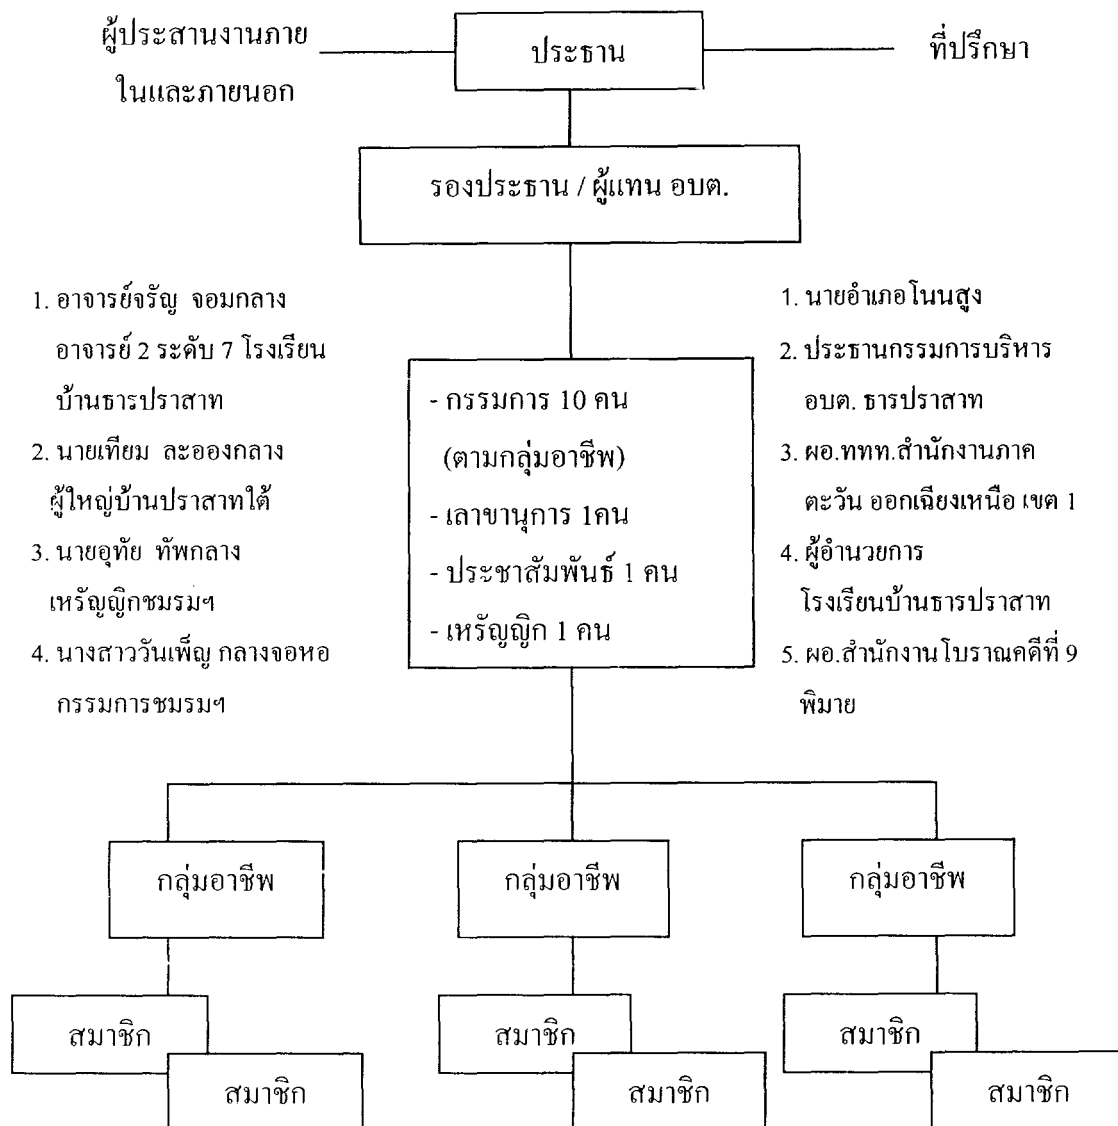 ผู้ประสานงานภาย
ในและภายนอก
ประธาน
ที่ปรึกษา
รองประธาน / ผู้แทน อบต.
1. อาจารย์จรัญ จอมกลาง
อาจารย์ 2 ระดับ 7 โรงเรียน
บ้านธารปราสาท
2. นายเทียม ละอองกลาง
ผู้ใหญ่บ้านปราสาทใต้
3. นายอุทัย ทัพกลาง
เหรัญญิกชมรมฯ
4. นางสาววันเพ็ญ กลางจอหอ
กรรมการชมรมฯ
- กรรมการ 10 คน
(ตามกลุ่มอาชีพ)
- เลาขานุการ 1คน
- ประชาสัมพันธ์ 1 คน
- เหรัญญิก 1 คน
1. นายอำเภอโนนสูง
2. ประธานกรรมการบริหาร
อบต. ธารปราสาท
3. ผอ.ททท.สำนักงานภาค
ตะวัน ออกเฉียงเหนือ เขต 1
4. ผู้อำนวยการ
โรงเรียนบ้านธารปราสาท
5. ผอ.สำนักงานโบราณคดีที่ 9
พิมาย
กลุ่มอาชีพ
กลุ่มอาชีพ
กลุ่มอาชีพ
สมาชิก
สมาชิก
สมาชิก
สมาชิก
สมาชิก
สมาชิก